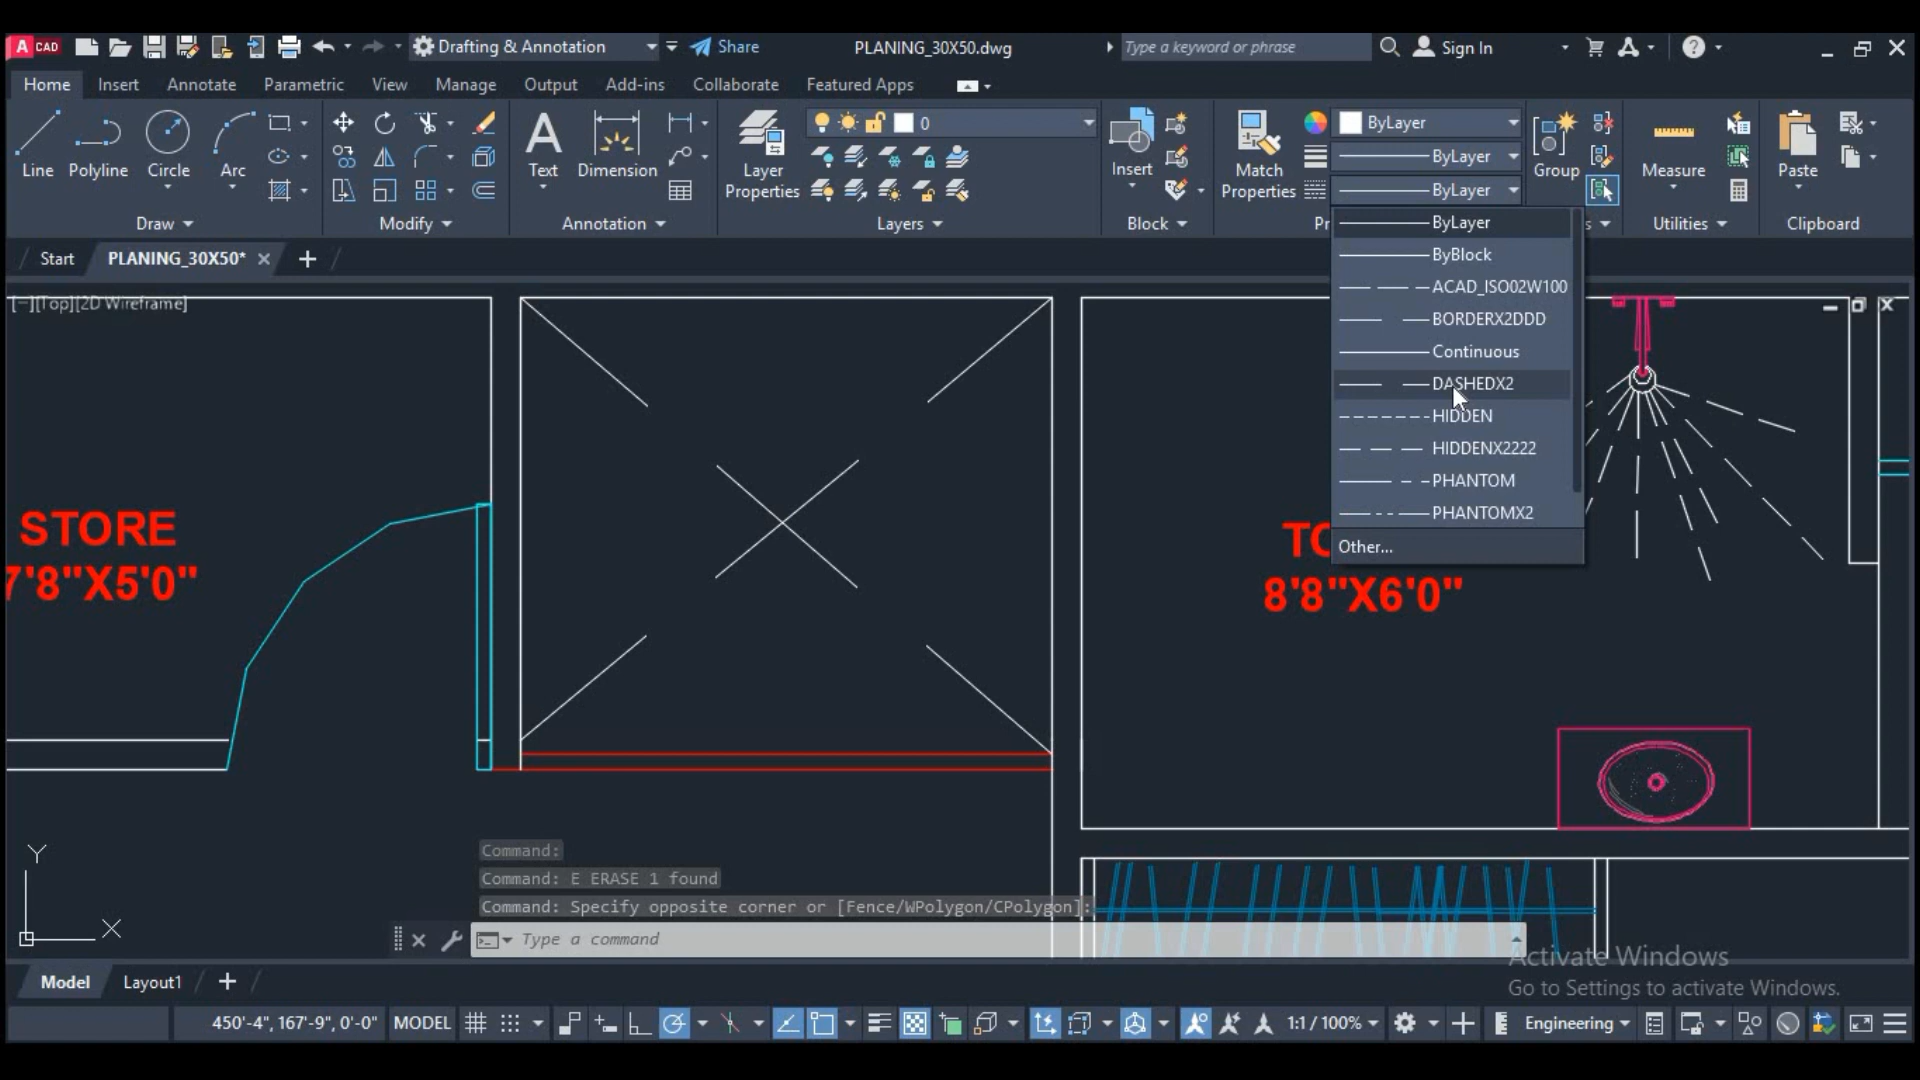 A CAD
Drafting & Annotation
Share
PLANING_30X50.dwg
Type a keyword or phrase
Sign In
Home
Insert
Annotate
Parametric
View
Manage
Output
Add-ins
Collaborate
Featured Apps
Line
Polyline
Circle
Arc
Text
Dimension
Layer
Properties
0
Insert
Match
Properties
ByLayer
ByLayer
ByLayer
Group
Measure
Paste
Draw
Modify
Annotation
Layers
Block
Pr
s
Utilities
Clipboard
Start
PLANING_30X50*
[−][Top][2D Wireframe]
ByLayer
ByBlock
ACAD_ISO02W100
BORDERX2DDD
Continuous
DASHEDX2
HIDDEN
HIDDENX2222
PHANTOM
PHANTOMX2
Other...
STORE
7'8"X5'0"
TO
8'8"X6'0"
Y
X
Command:
Command: E ERASE 1 found
Command: Specify opposite corner or [Fence/WPolygon/CPolygon]:
Type a command
Activate Windows
Go to Settings to activate Windows.
Model
Layout1
450'-4", 167'-9", 0'-0"
MODEL
1:1 / 100%
Engineering